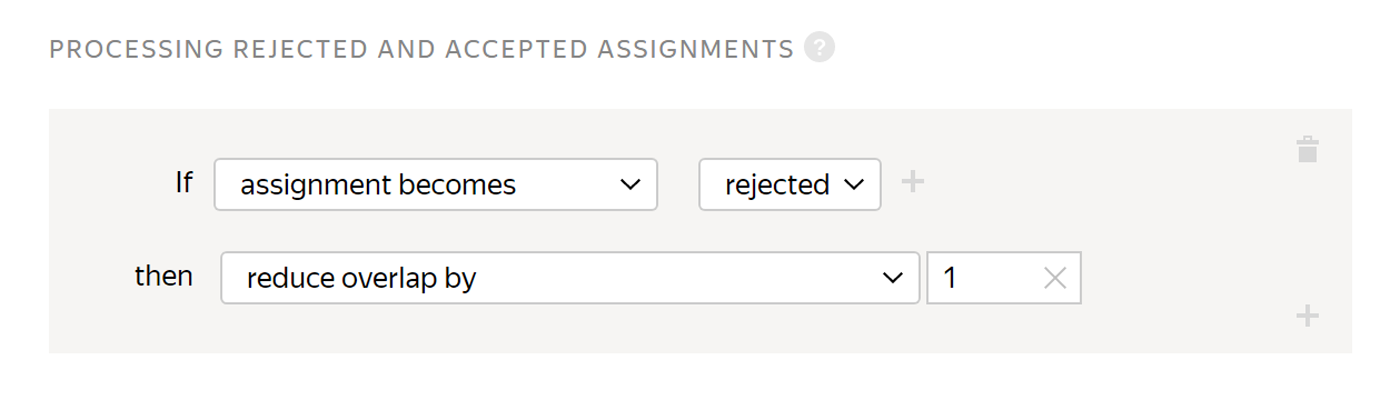 PROCESSING REJECTED AND ACCEPTED ASSIGNMENTS ?
If assignment becomes rejected +
then reduce overlap by 1